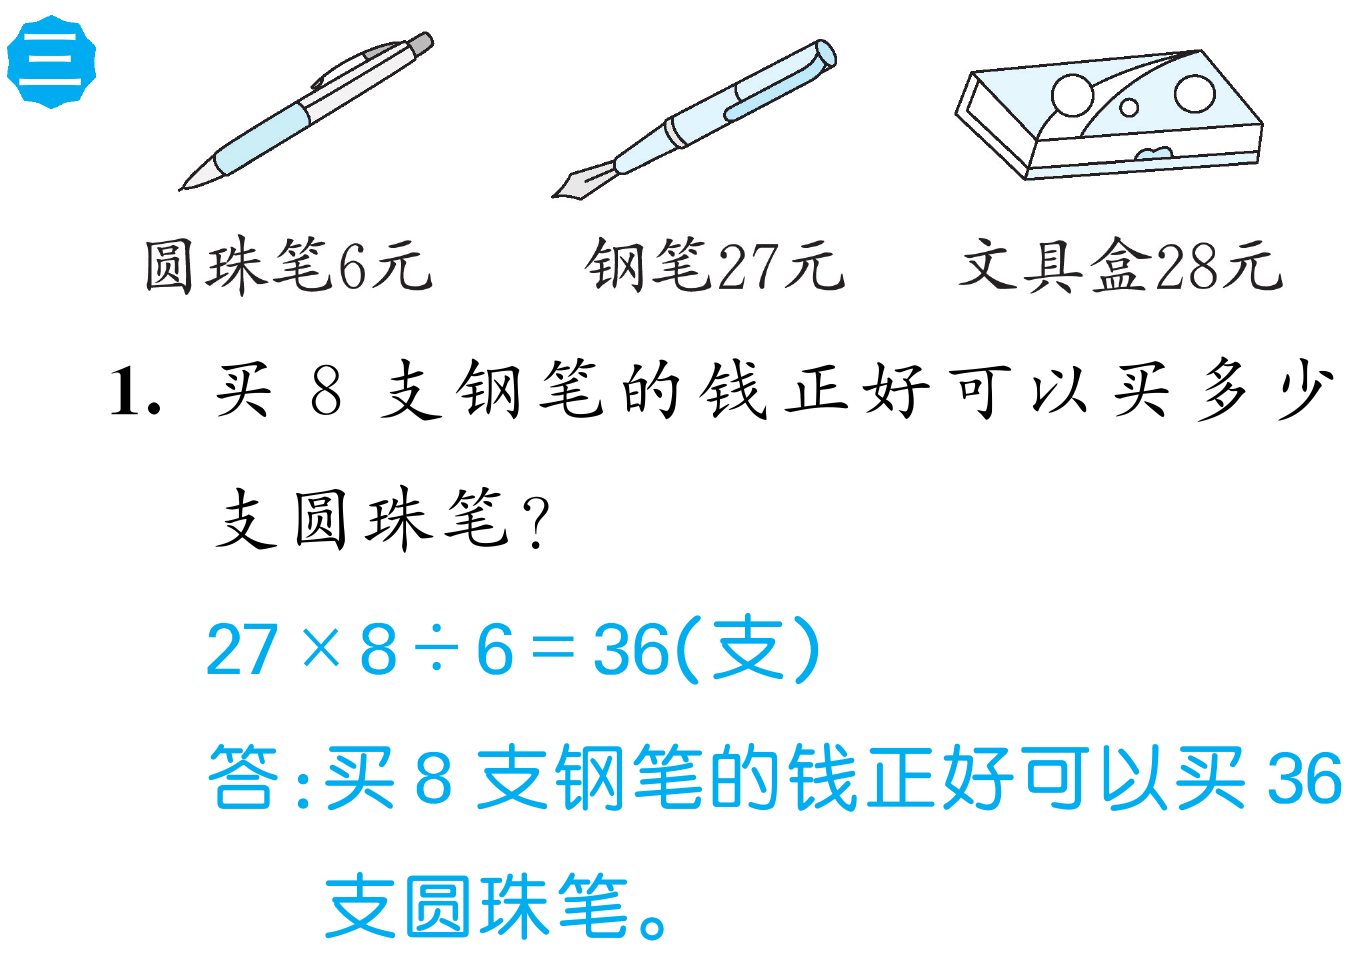 三
圆珠笔6元 钢笔27元 文具盒28元
1. 买 8 支钢笔的钱正好可以买多少
支圆珠笔?
27×8÷6=36(支)
答:买 8 支钢笔的钱正好可以买 36
支圆珠笔。